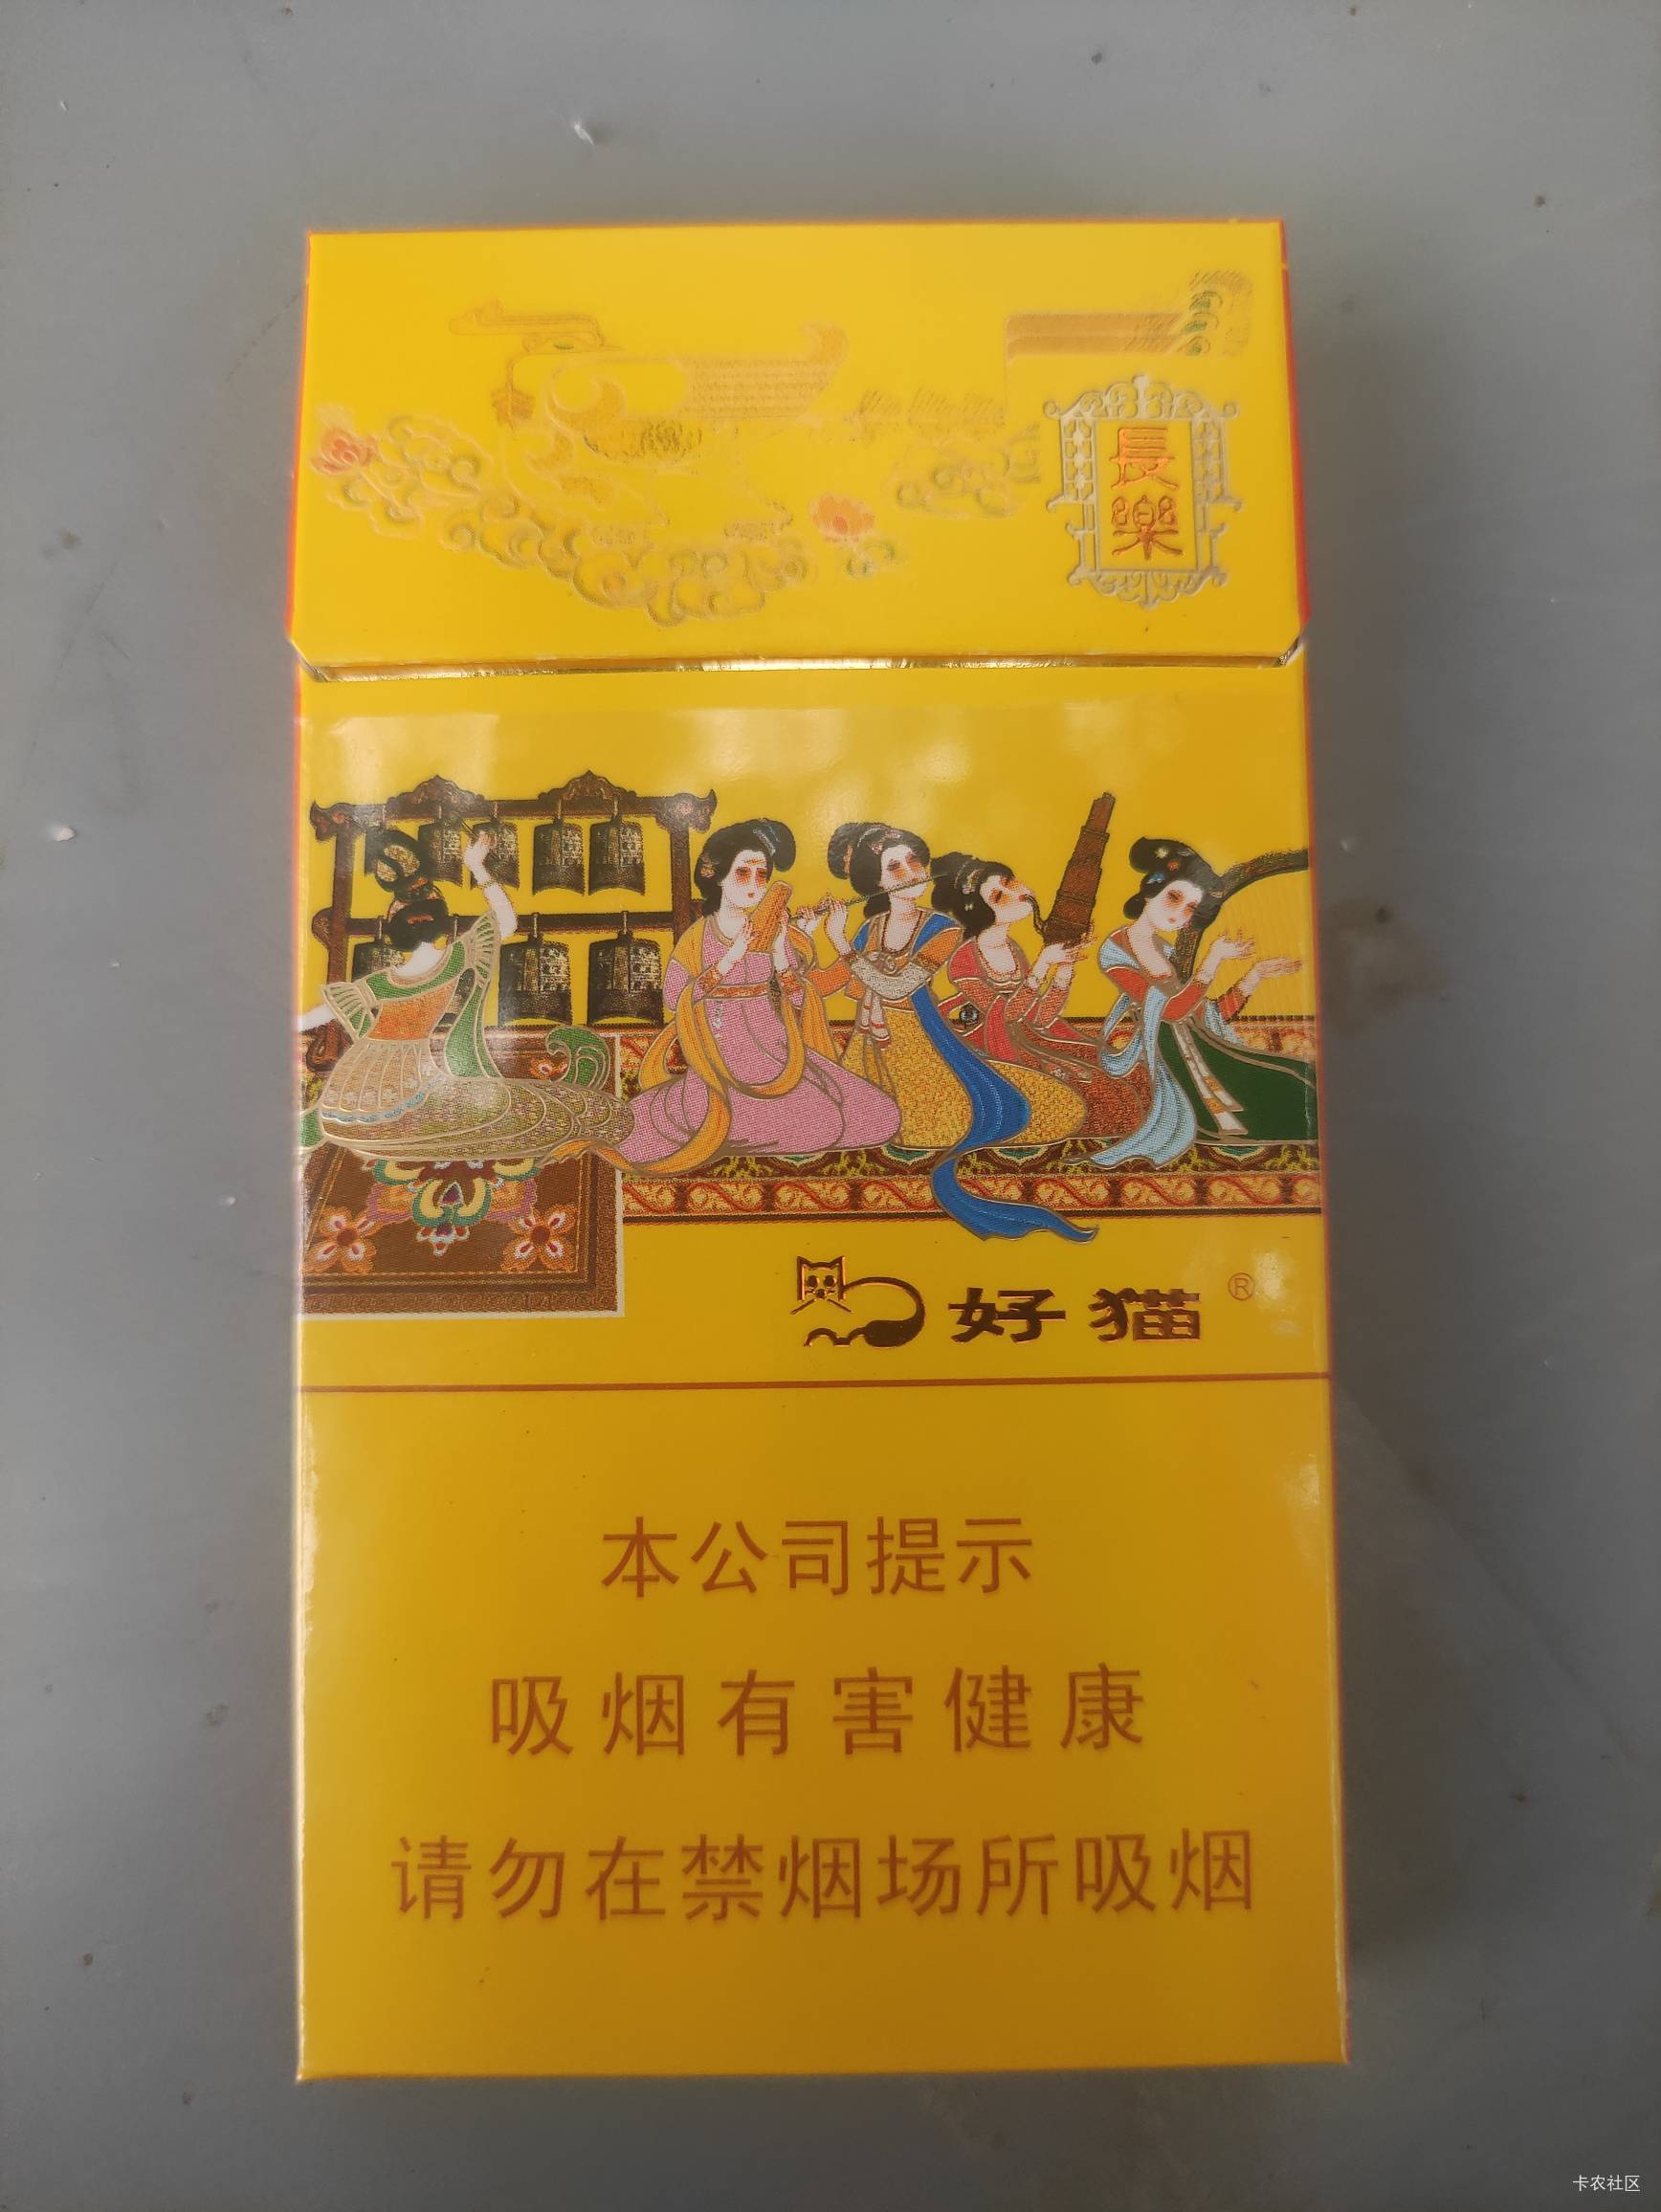 長樂
好猫®
本公司提示
吸烟有害健康
请勿在禁烟场所吸烟
卡农社区